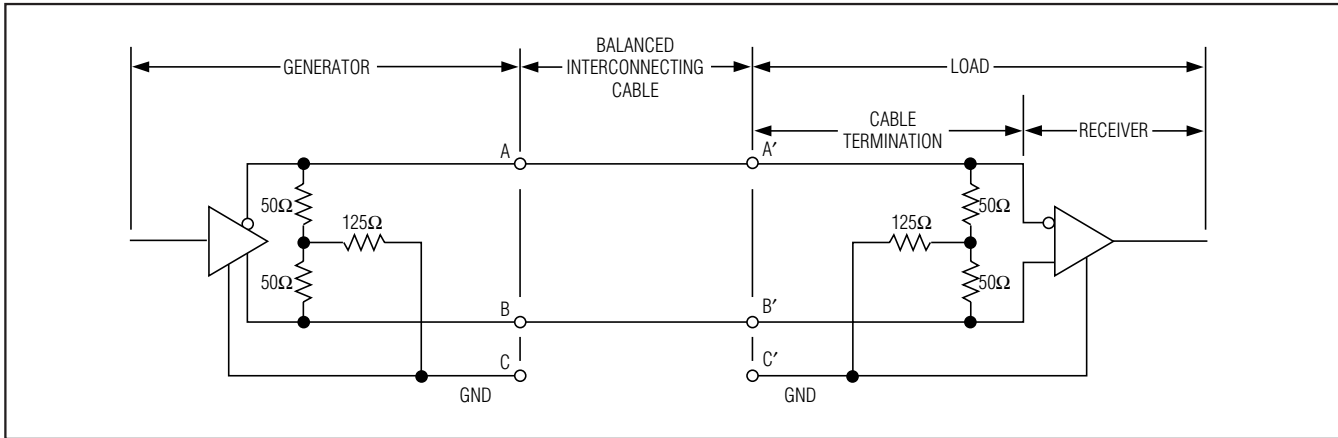 GENERATOR
BALANCED
INTERCONNECTING
CABLE
LOAD
CABLE
TERMINATION
RECEIVER
A
A′
50Ω
125Ω
50Ω
125Ω
50Ω
50Ω
B
B′
C
C′
GND
GND